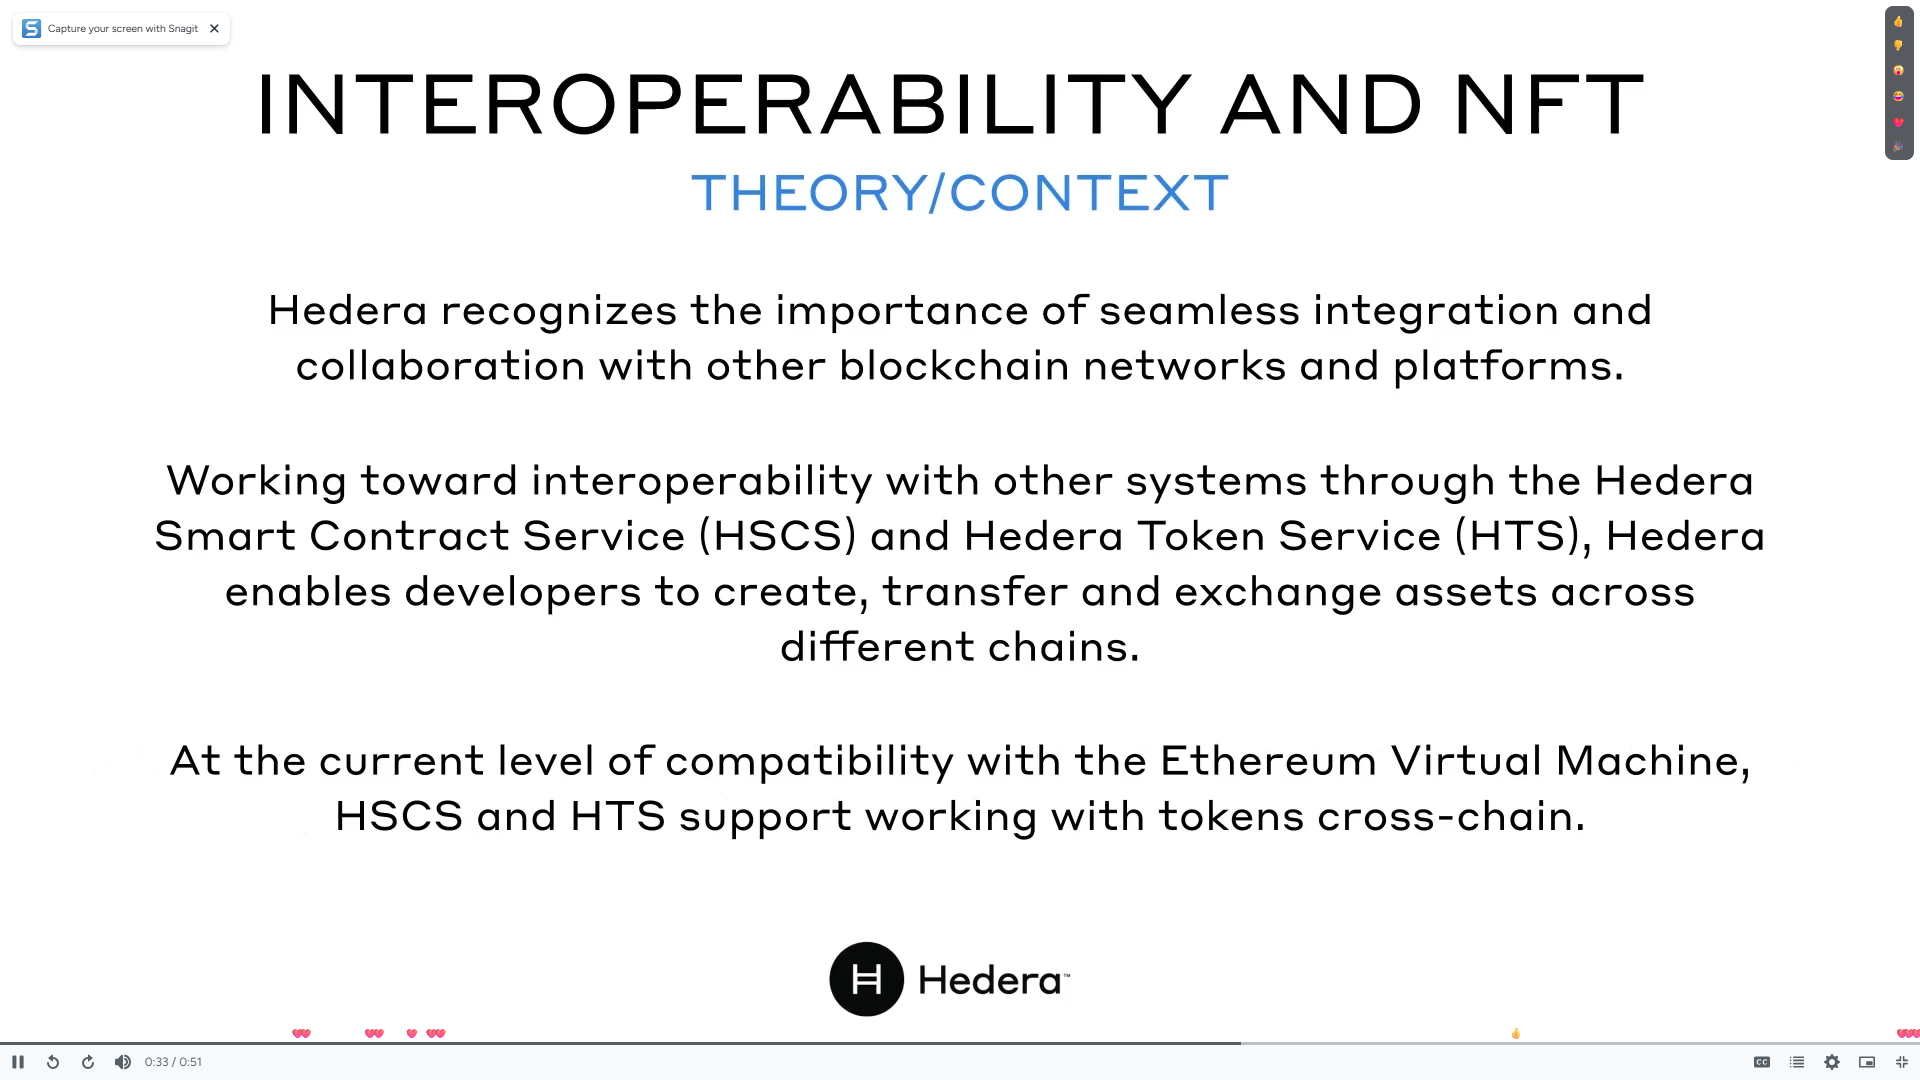 Capture your screen with Snagit
INTEROPERABILITY AND NFT
THEORY/CONTEXT
Hedera recognizes the importance of seamless integration and
collaboration with other blockchain networks and platforms.
Working toward interoperability with other systems through the Hedera
Smart Contract Service (HSCS) and Hedera Token Service (HTS), Hedera
enables developers to create, transfer and exchange assets across
different chains.
At the current level of compatibility with the Ethereum Virtual Machine,
HSCS and HTS support working with tokens cross-chain.
H Hedera™
0:33 / 0:51
CC